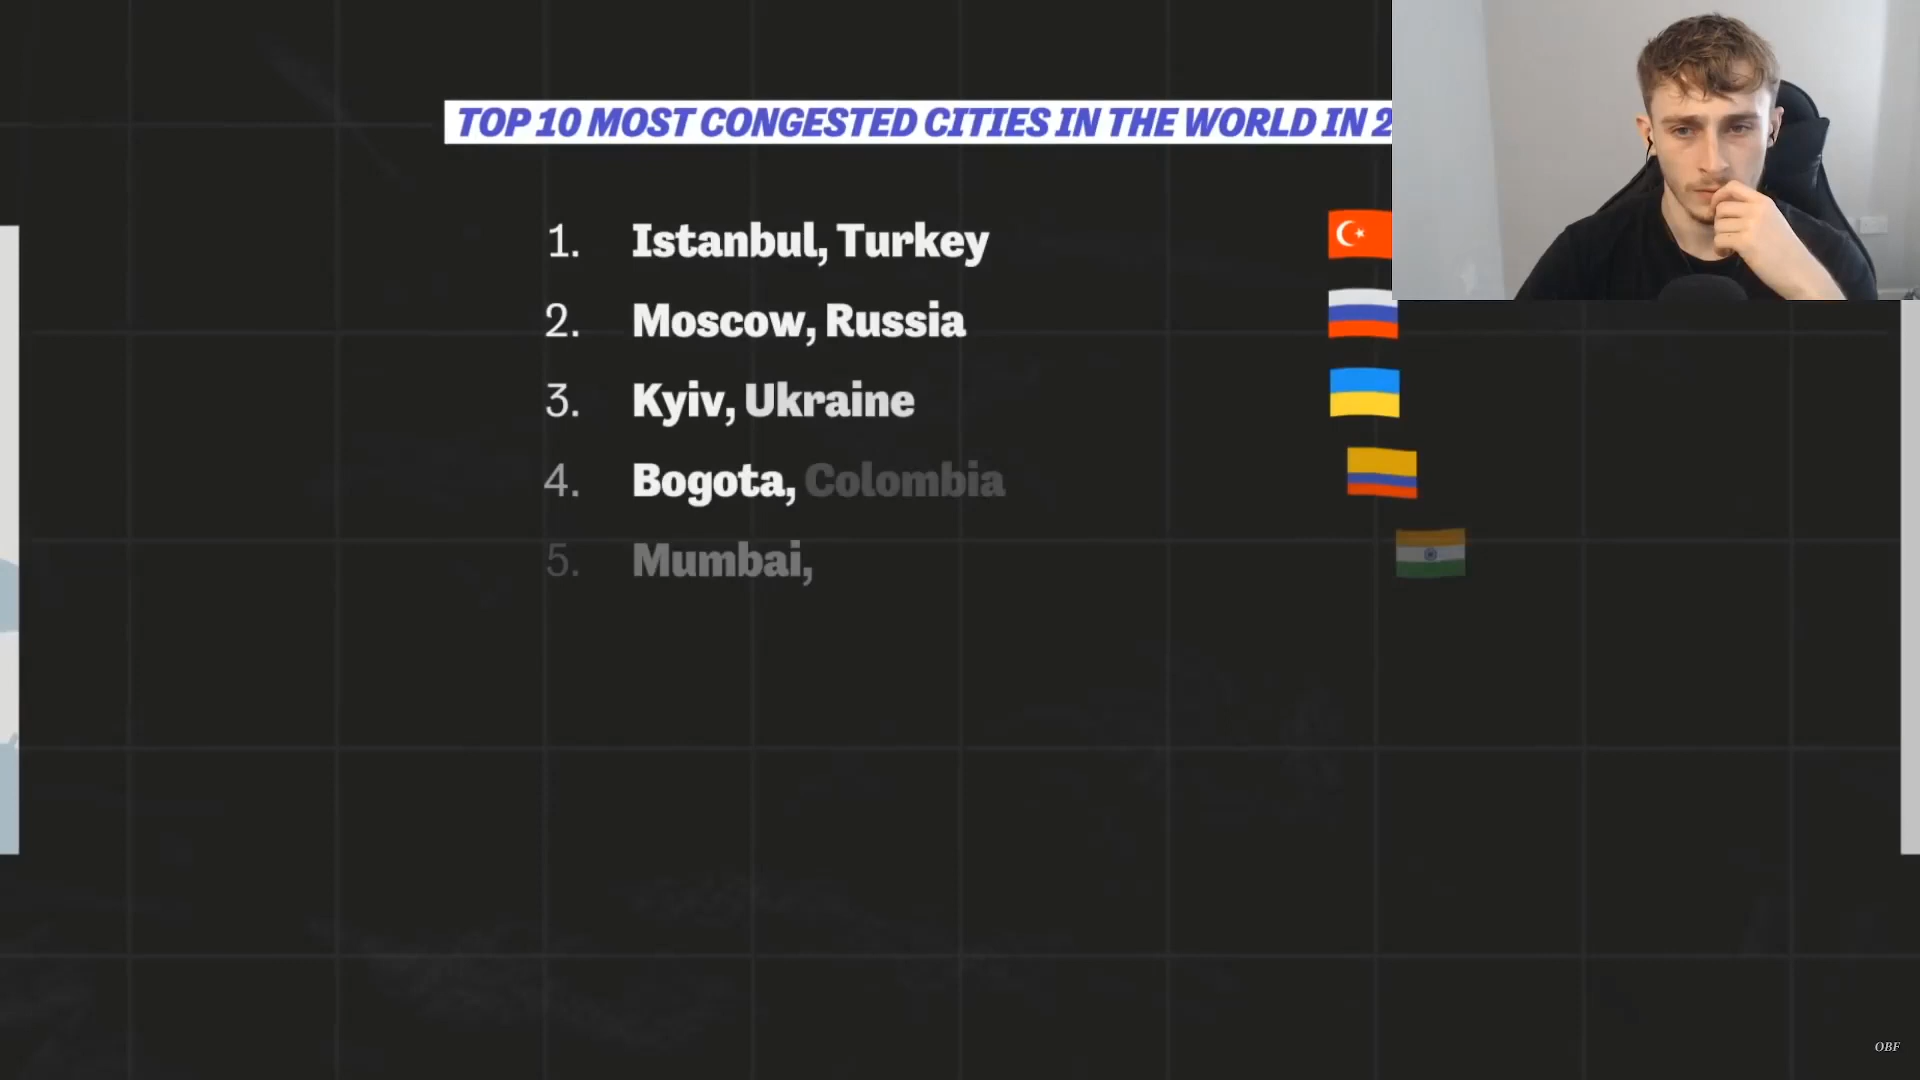 TOP 10 MOST CONGESTED CITIES IN THE WORLD IN 2
1. Istanbul, Turkey
2. Moscow, Russia
3. Kyiv, Ukraine
4. Bogota, Colombia
5. Mumbai,
OBF